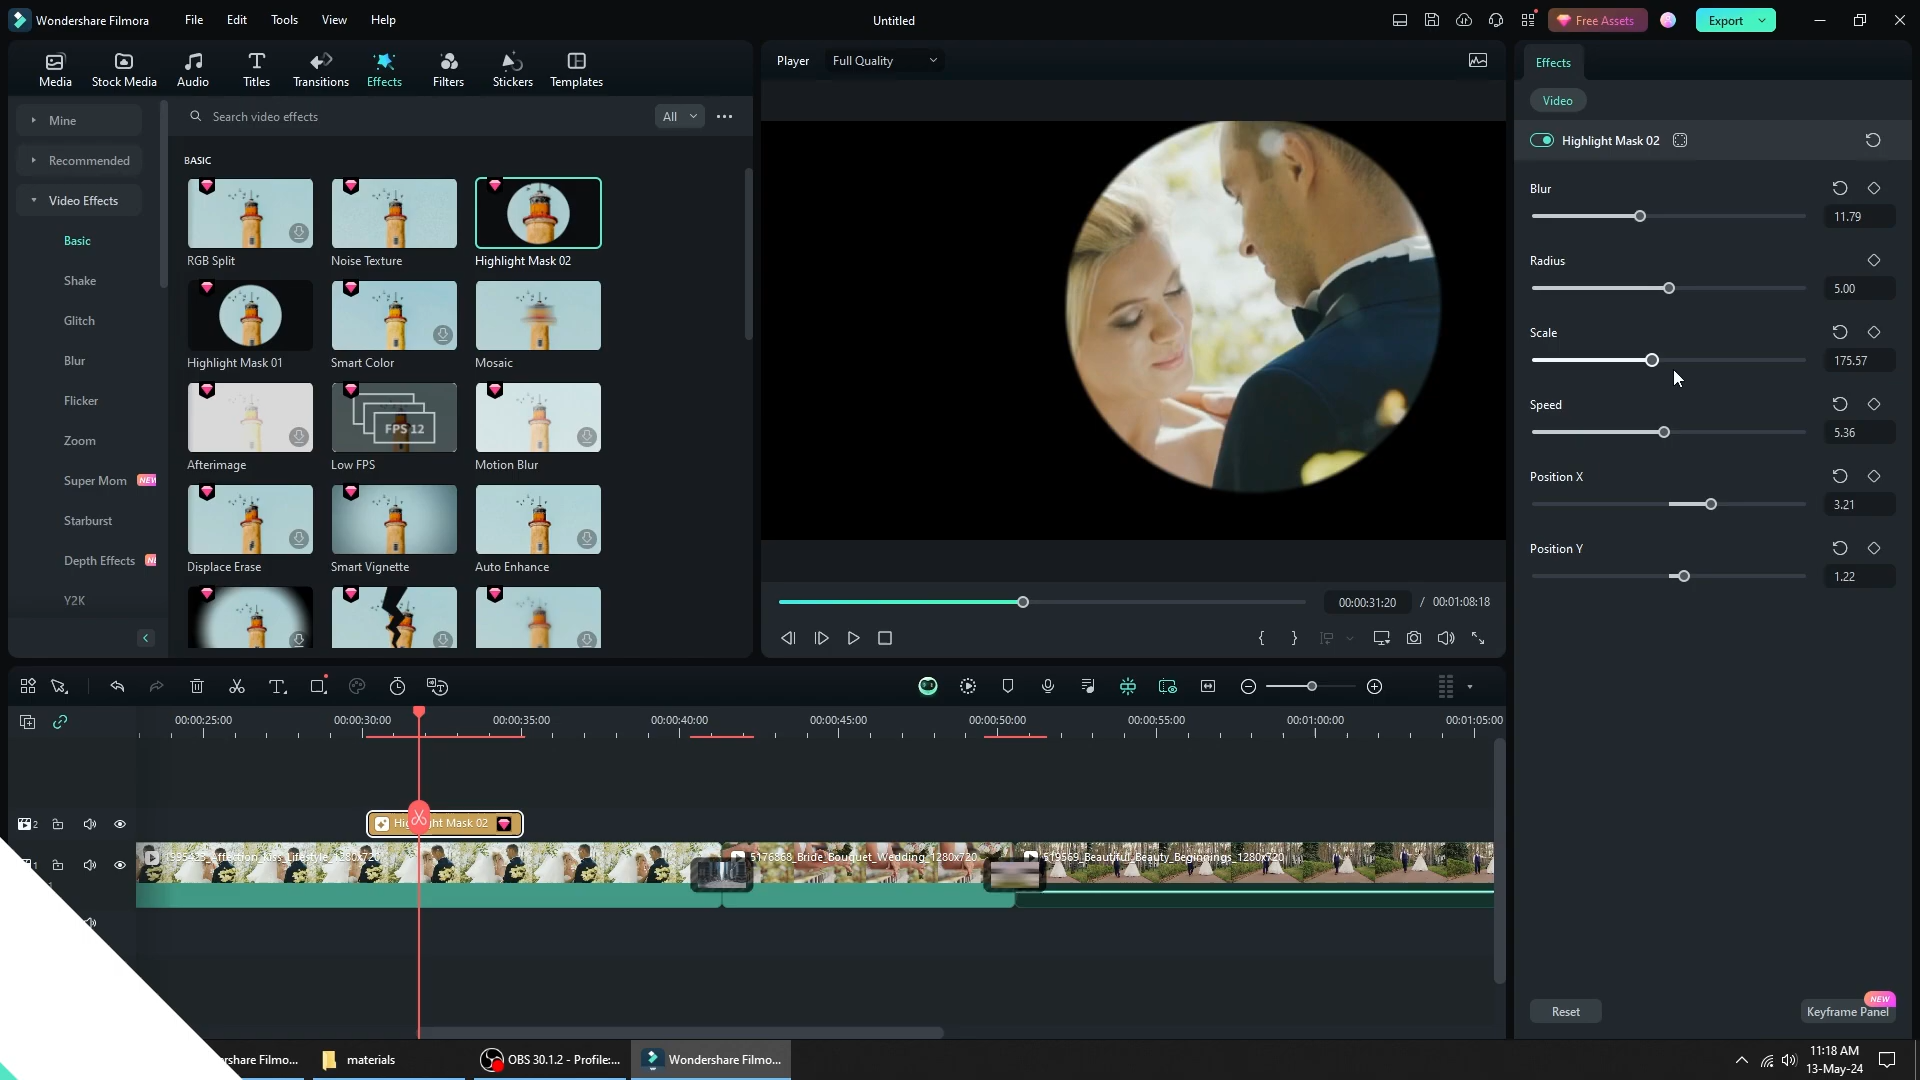 Wondershare Filmora
File
Edit
Tools
View
Help
Untitled
Free Assets
Export
Media
Stock Media
Audio
Titles
Transitions
Effects
Filters
Stickers
Templates
Player
Full Quality
Effects
Video
Mine
Recommended
Video Effects
Basic
Shake
Glitch
Blur
Flicker
Zoom
Super Mom
NEW
Starburst
Depth Effects
Y2K
Search video effects
All
BASIC
RGB Split
Noise Texture
Highlight Mask 02
Highlight Mask 01
Smart Color
Mosaic
Afterimage
FPS 12
Low FPS
Motion Blur
Displace Erase
Smart Vignette
Auto Enhance
00:00:31:20 / 00:01:08:18
Highlight Mask 02
Blur
11.79
Radius
5.00
Scale
175.57
Speed
5.36
Position X
3.21
Position Y
1.22
Reset
NEW
Keyframe Panel
00:00:25:00
00:00:30:00
00:00:35:00
00:00:40:00
00:00:45:00
00:00:50:00
00:00:55:00
00:01:00:00
00:01:05:00
2
1
Mask 02
5176868_Bride_Bouquet_Wedding_1280x720
519569_Beautiful_Beauty_Beginnings_1280x720
rshare Filmo...
materials
OBS 30.1.2 - Profile:...
Wondershare Filmo...
11:18 AM
13-May-24